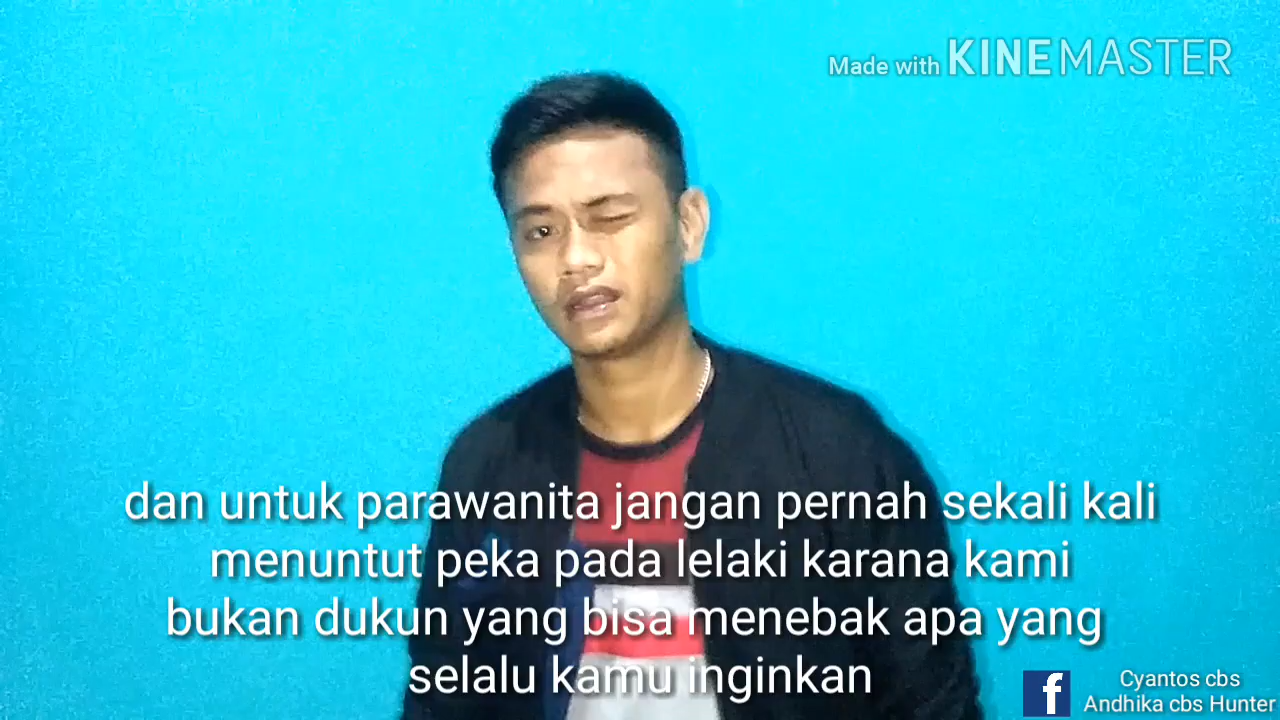 Made with KINEMASTER
dan untuk parawanita jangan pernah sekali kali
menuntut peka pada lelaki karana kami
bukan dukun yang bisa menebak apa yang
selalu kamu inginkan
f
Cyantos cbs
Andhika cbs Hunter